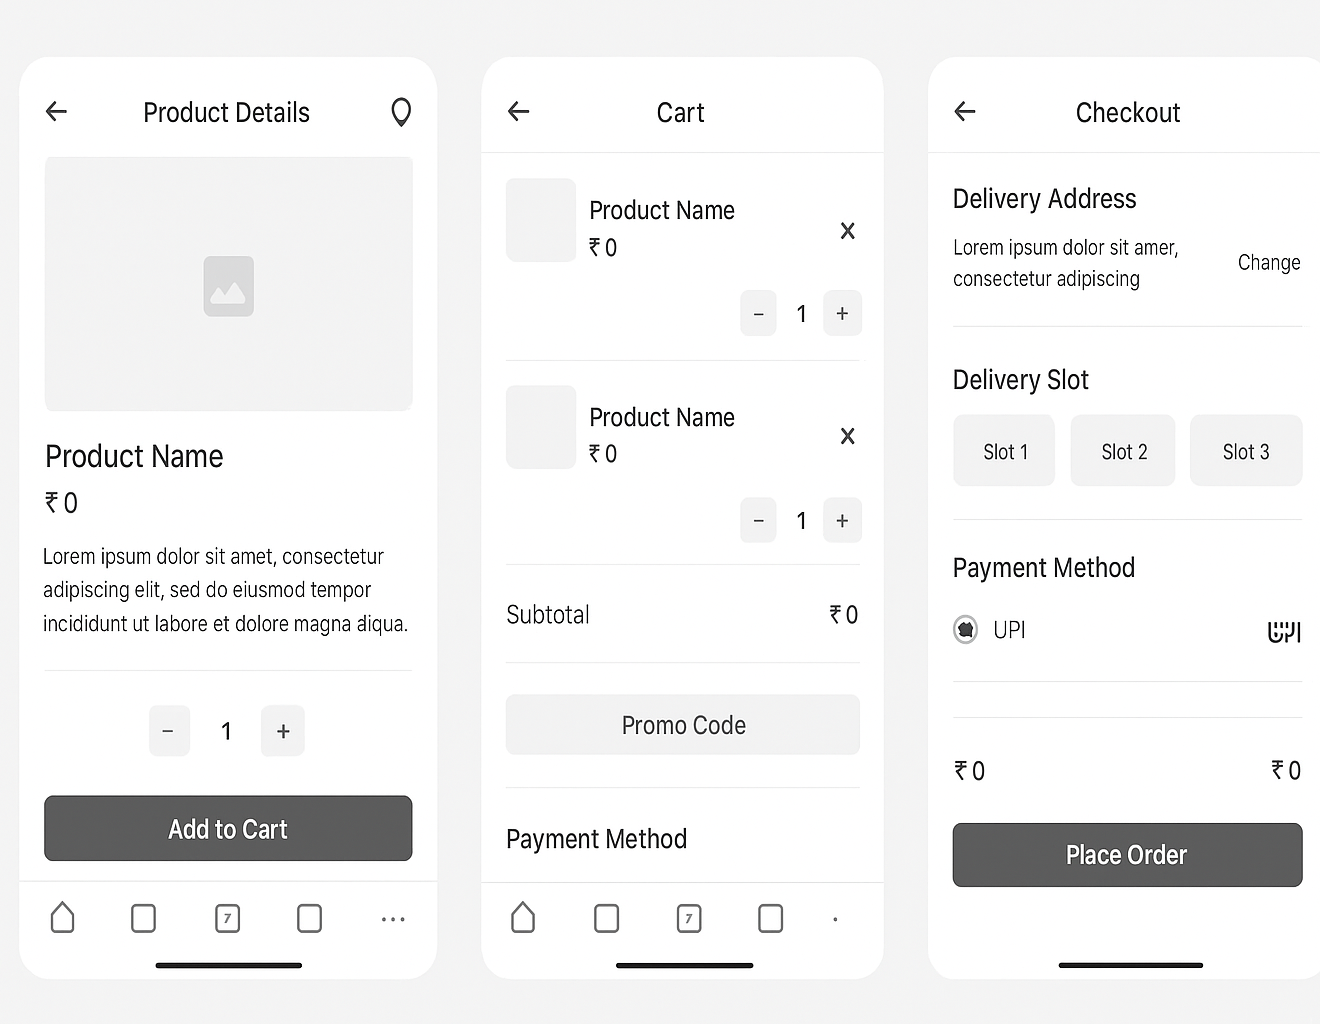 Product Details
Product Name
₹ 0
Lorem ipsum dolor sit amet, consectetur
adipiscing elit, sed do eiusmod tempor
incididunt ut labore et dolore magna aliqua.
− 1 +
Add to Cart
7
Cart
Product Name
₹ 0
X
− 1 +
Product Name
₹ 0
X
− 1 +
Subtotal ₹ 0
Promo Code
Payment Method
7
Checkout
Delivery Address
Lorem ipsum dolor sit amer,
consectetur adipiscing
Change
Delivery Slot
Slot 1 Slot 2 Slot 3
Payment Method
UPI
₹ 0 ₹ 0
Place Order